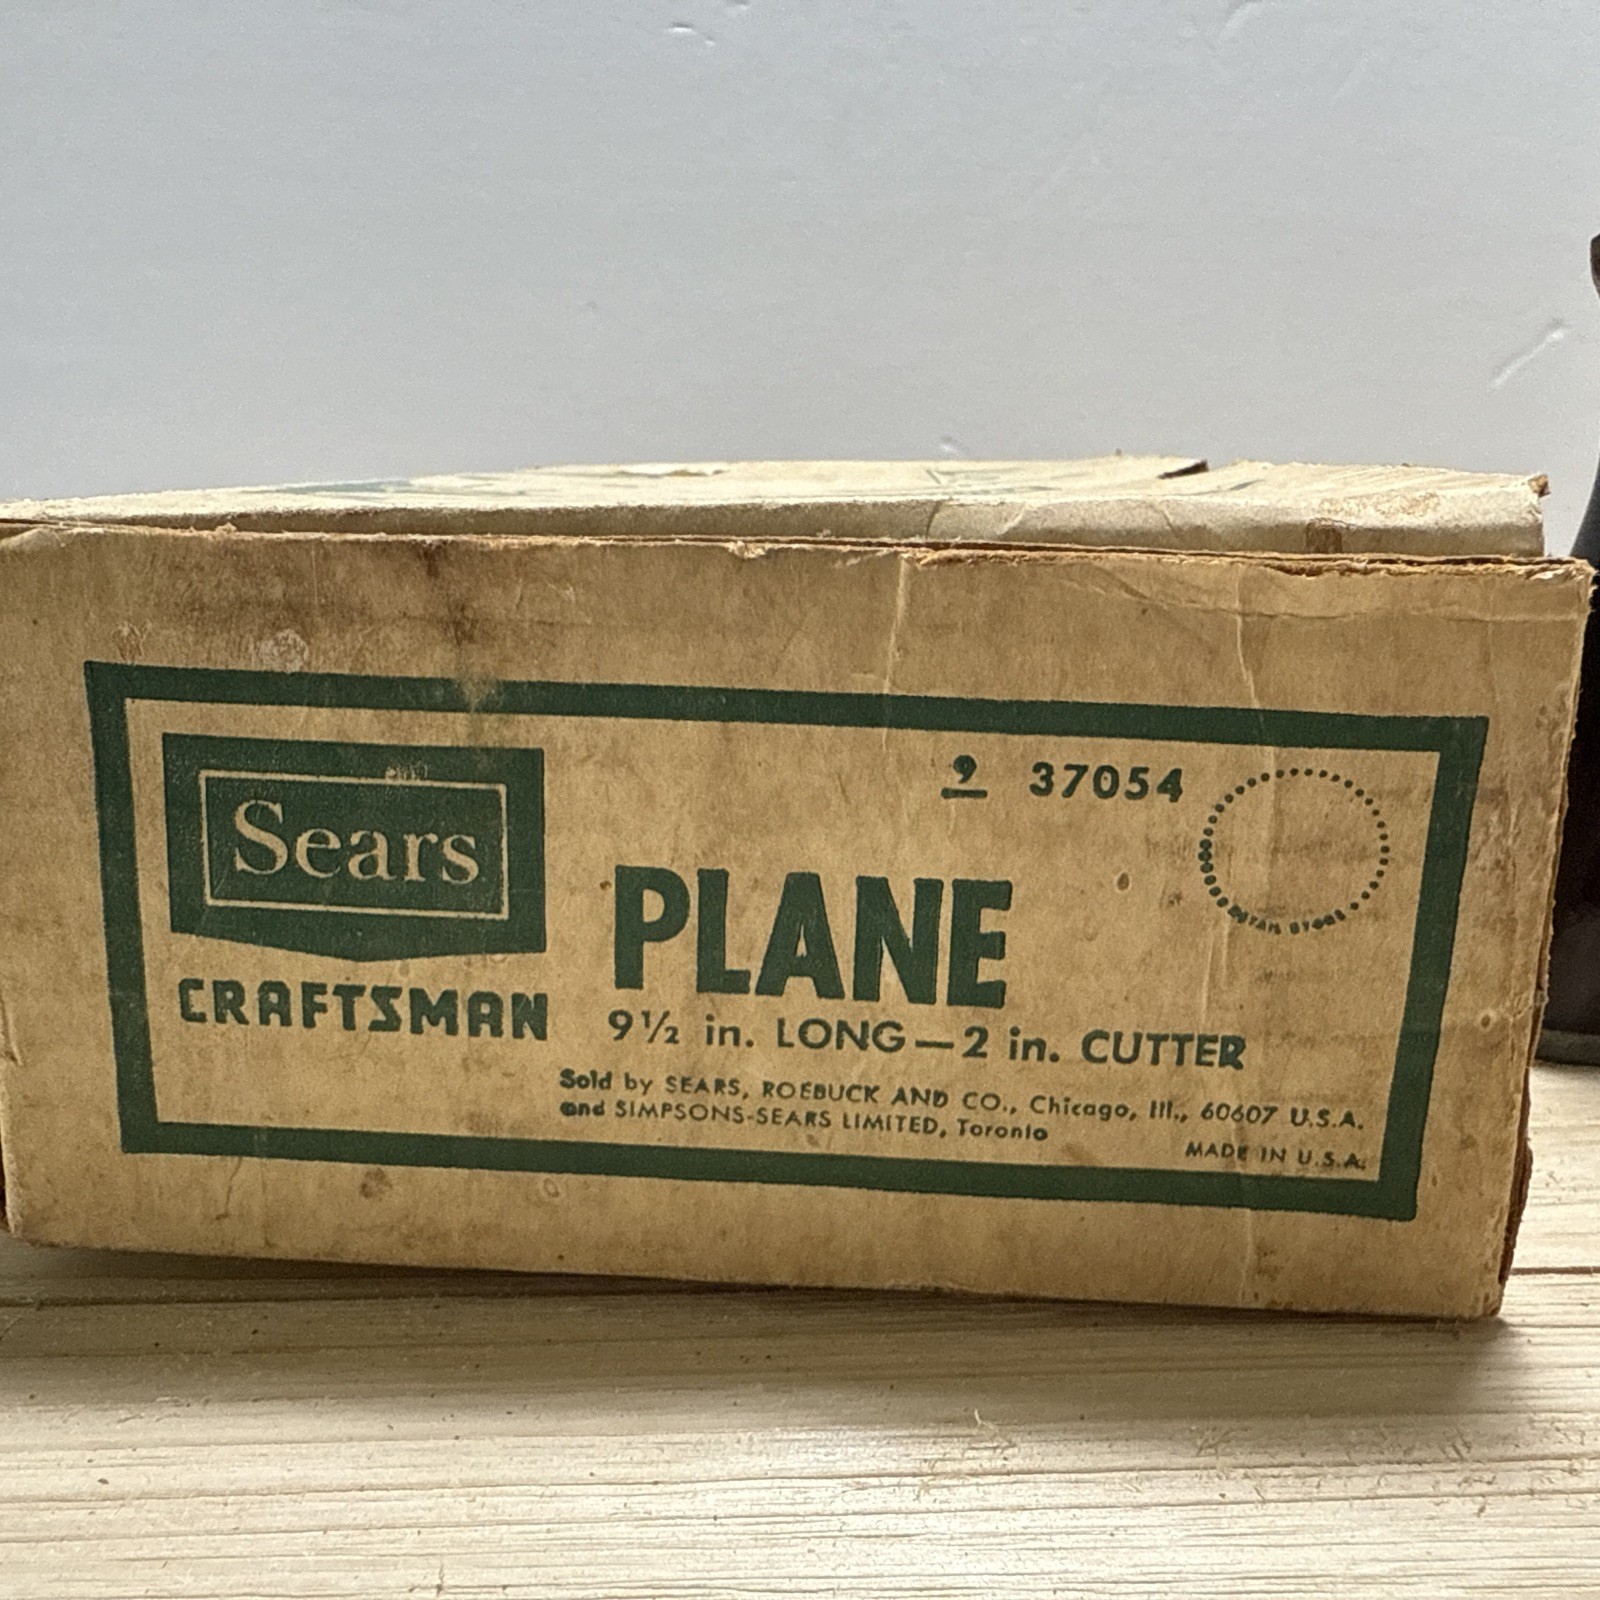 Sears
CRAFTSMAN
9 37054
PLANE
9½ in. LONG—2 in. CUTTER
Sold by SEARS, ROEBUCK AND CO., Chicago, Ill., 60607 U.S.A.
and SIMPSONS-SEARS LIMITED, Toronto
MADE IN U.S.A.